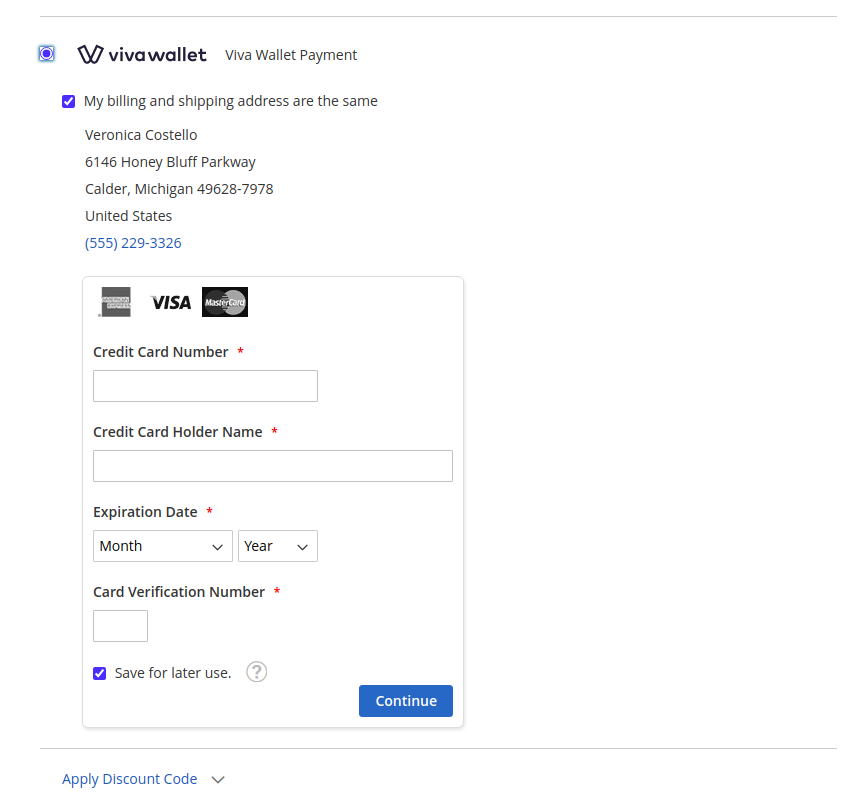 vivawallet Viva Wallet Payment
My billing and shipping address are the same
Veronica Costello
6146 Honey Bluff Parkway
Calder, Michigan 49628-7978
United States
(555) 229-3326
AMERICAN EXPRESS VISA MasterCard
Credit Card Number *
Credit Card Holder Name *
Expiration Date *
Month Year
Card Verification Number *
Save for later use. ?
Continue
Apply Discount Code